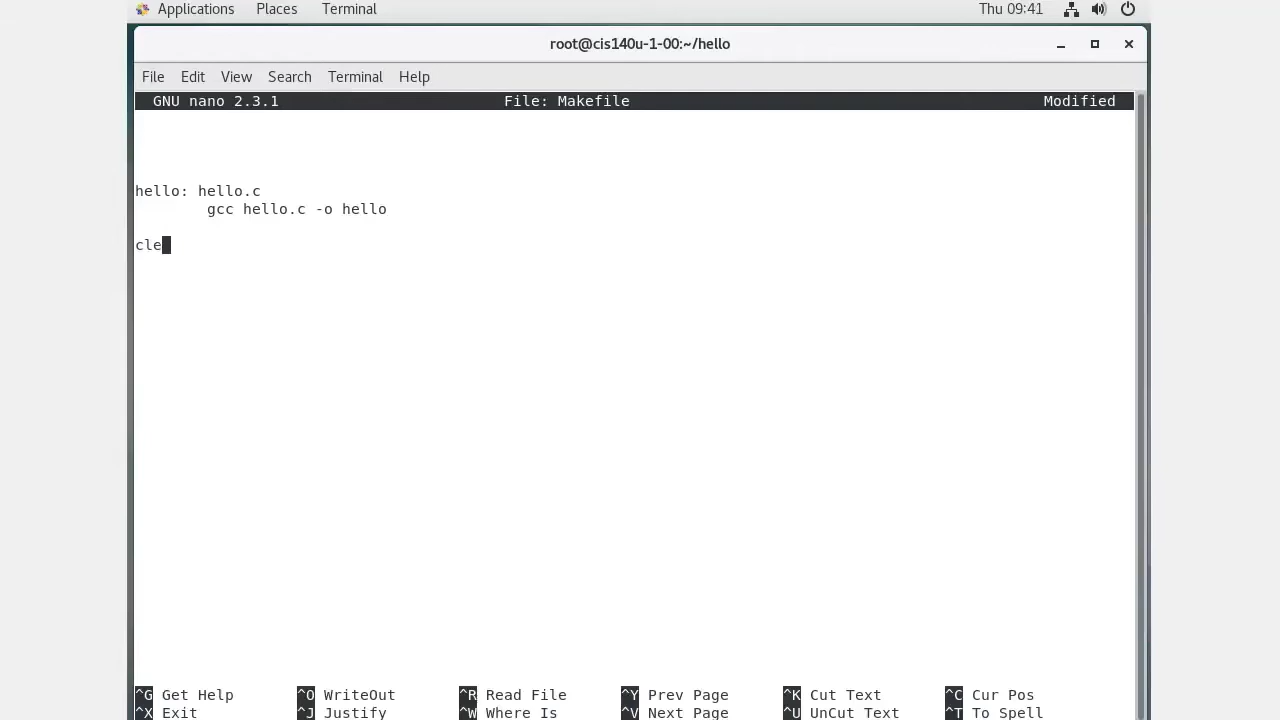 Applications Places Terminal Thu 09:41
root@cis140u-1-00:~/hello
File Edit View Search Terminal Help
GNU nano 2.3.1 File: Makefile Modified
hello: hello.c
gcc hello.c -o hello
cle
^G Get Help ^O WriteOut ^R Read File ^Y Prev Page ^K Cut Text ^C Cur Pos
^X Exit ^J Justify ^W Where Is ^V Next Page ^U UnCut Text ^T To Spell